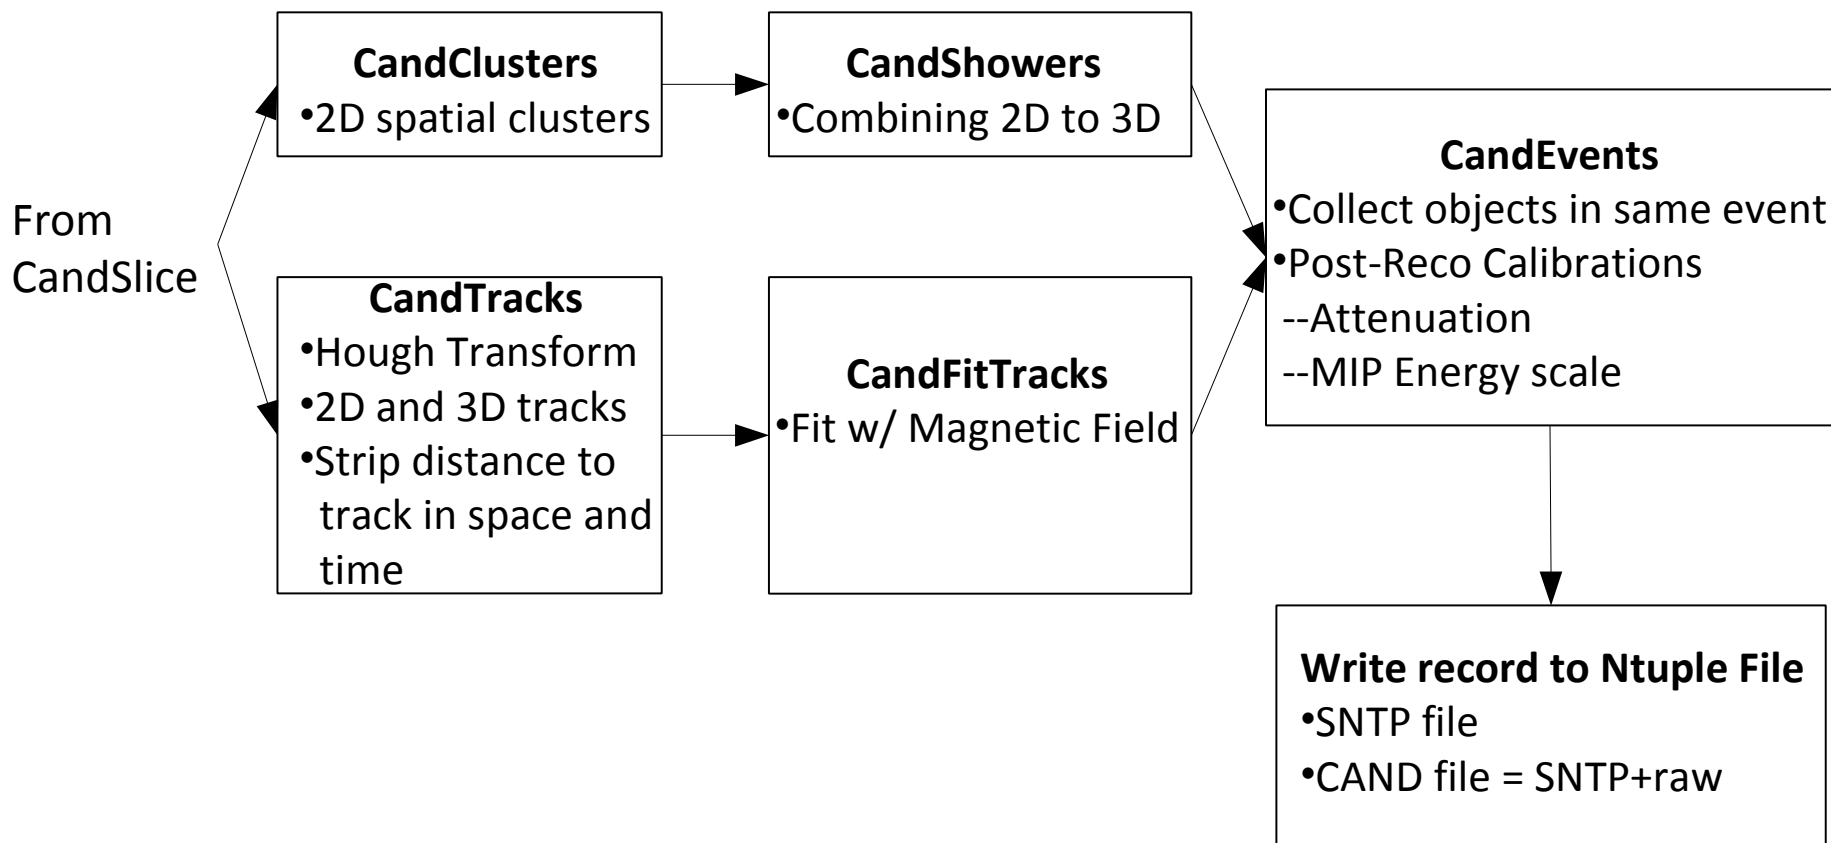 From
CandSlice
CandClusters
•2D spatial clusters
CandShowers
•Combining 2D to 3D
CandTracks
•Hough Transform
•2D and 3D tracks
•Strip distance to
track in space and
time
CandFitTracks
•Fit w/ Magnetic Field
CandEvents
•Collect objects in same event
•Post-Reco Calibrations
--Attenuation
--MIP Energy scale
Write record to Ntuple File
•SNTP file
•CAND file = SNTP+raw